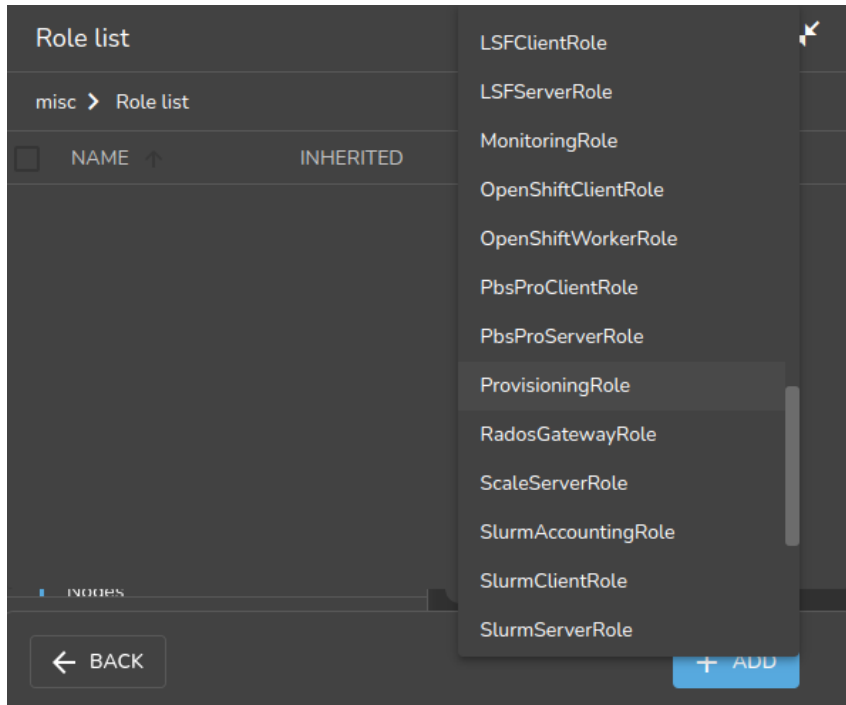 Role list
misc
Role list
NAME
INHERITED
LSFClientRole
LSFServerRole
MonitoringRole
OpenShiftClientRole
OpenShiftWorkerRole
PbsProClientRole
PbsProServerRole
ProvisioningRole
RadosGatewayRole
ScaleServerRole
SlurmAccountingRole
SlurmClientRole
SlurmServerRole
Nodes
BACK
ADD